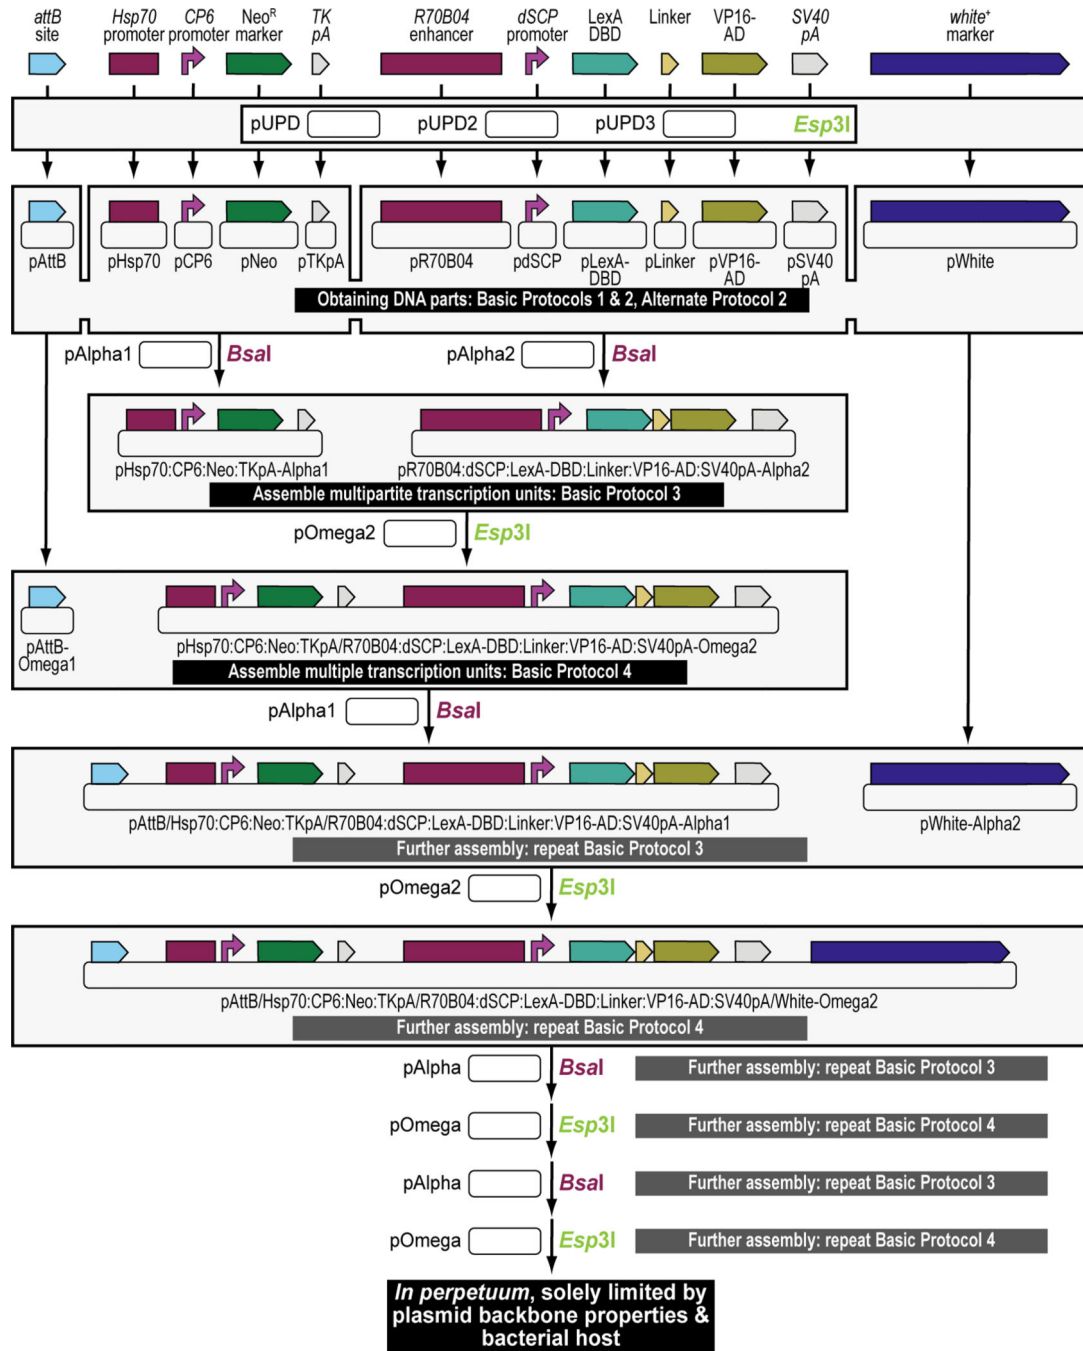 attB site
Hsp70 promoter
CP6 promoter
NeoR marker
TK pA
R70B04 enhancer
dSCP promoter
LexA DBD
Linker
VP16-AD
SV40 pA
white+ marker
pUPD
pUPD2
pUPD3
Esp3I
pAttB
pHsp70
pCP6
pNeo
pTKpA
pR70B04
pdSCP
pLexA-DBD
pLinker
pVP16-AD
pSV40 pA
pWhite
Obtaining DNA parts: Basic Protocols 1 & 2, Alternate Protocol 2
pAlpha1
BsaI
pAlpha2
BsaI
pHsp70:CP6:Neo:TKpA-Alpha1
pR70B04:dSCP:LexA-DBD:Linker:VP16-AD:SV40pA-Alpha2
Assemble multipartite transcription units: Basic Protocol 3
pOmega2
Esp3I
pAttB-Omega1
pHsp70:CP6:Neo:TKpA/R70B04:dSCP:LexA-DBD:Linker:VP16-AD:SV40pA-Omega2
Assemble multiple transcription units: Basic Protocol 4
pAlpha1
BsaI
pAttB/Hsp70:CP6:Neo:TKpA/R70B04:dSCP:LexA-DBD:Linker:VP16-AD:SV40pA-Alpha1
pWhite-Alpha2
Further assembly: repeat Basic Protocol 3
pOmega2
Esp3I
pAttB/Hsp70:CP6:Neo:TKpA/R70B04:dSCP:LexA-DBD:Linker:VP16-AD:SV40pA/White-Omega2
Further assembly: repeat Basic Protocol 4
pAlpha
BsaI
Further assembly: repeat Basic Protocol 3
pOmega
Esp3I
Further assembly: repeat Basic Protocol 4
pAlpha
BsaI
Further assembly: repeat Basic Protocol 3
pOmega
Esp3I
Further assembly: repeat Basic Protocol 4
In perpetuum, solely limited by
plasmid backbone properties &
bacterial host